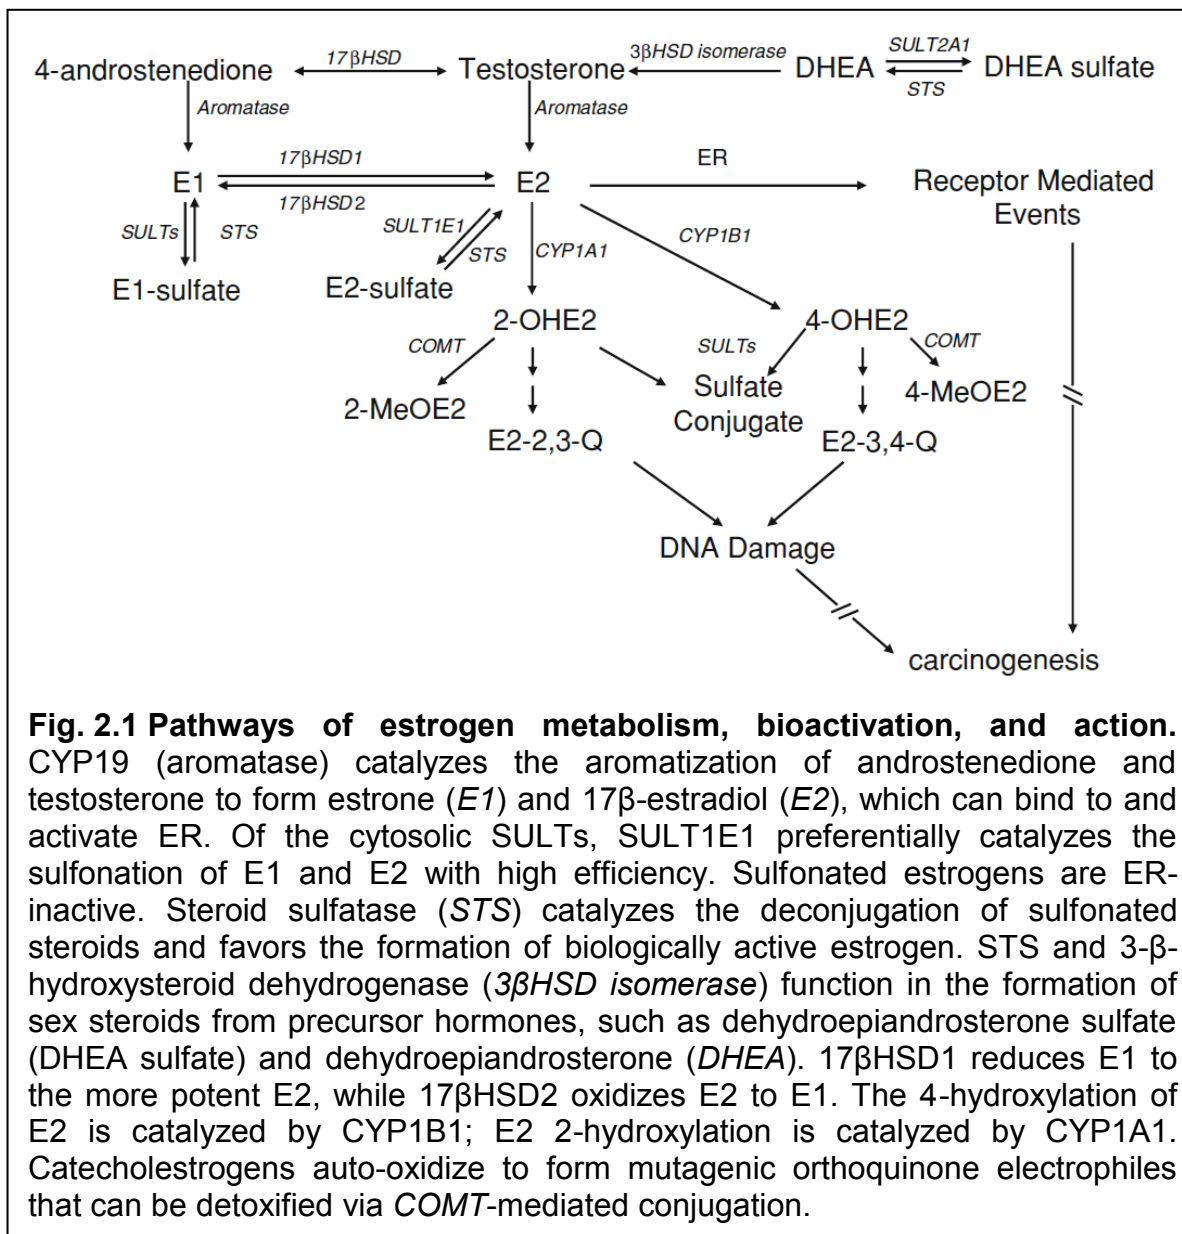 4-androstenedione 17βHSD Testosterone 3βHSD isomerase DHEA SULT2A1 STS DHEA sulfate
Aromatase Aromatase
E1 17βHSD1 17βHSD2 E2 ER Receptor Mediated
Events
SULTs STS SULT1E1 STS CYP1A1 CYP1B1
E1-sulfate E2-sulfate
2-OHE2 4-OHE2
COMT SULTs COMT
2-MeOE2 Sulfate
Conjugate 4-MeOE2
E2-2,3-Q E2-3,4-Q
DNA Damage
carcinogenesis
Fig. 2.1 Pathways of estrogen metabolism, bioactivation, and action.
CYP19 (aromatase) catalyzes the aromatization of androstenedione and
testosterone to form estrone (E1) and 17β-estradiol (E2), which can bind to and
activate ER. Of the cytosolic SULTs, SULT1E1 preferentially catalyzes the
sulfonation of E1 and E2 with high efficiency. Sulfonated estrogens are ER-
inactive. Steroid sulfatase (STS) catalyzes the deconjugation of sulfonated
steroids and favors the formation of biologically active estrogen. STS and 3-β-
hydroxysteroid dehydrogenase (3βHSD isomerase) function in the formation of
sex steroids from precursor hormones, such as dehydroepiandrosterone sulfate
(DHEA sulfate) and dehydroepiandrosterone (DHEA). 17βHSD1 reduces E1 to
the more potent E2, while 17βHSD2 oxidizes E2 to E1. The 4-hydroxylation of
E2 is catalyzed by CYP1B1; E2 2-hydroxylation is catalyzed by CYP1A1.
Catecholestrogens auto-oxidize to form mutagenic orthoquinone electrophiles
that can be detoxified via COMT-mediated conjugation.